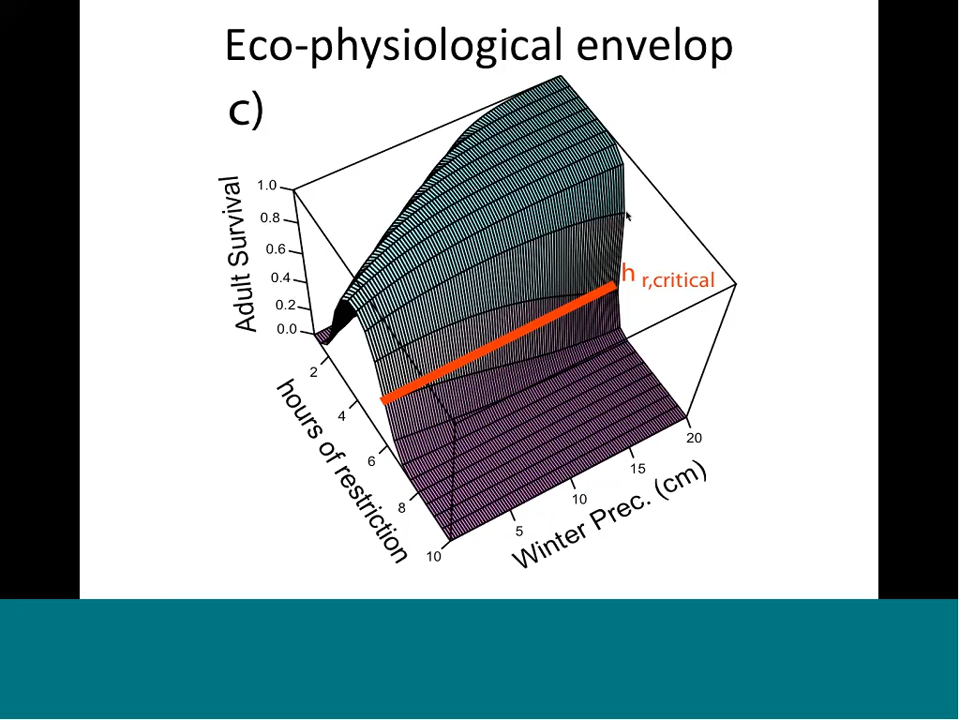 Eco-physiological envelop
c)
Adult Survival
1.0
0.8
0.6
0.4
0.2
0.0
h r,critical
2
4
6
8
10
hours of restriction
5
10
15
20
Winter Prec. (cm)